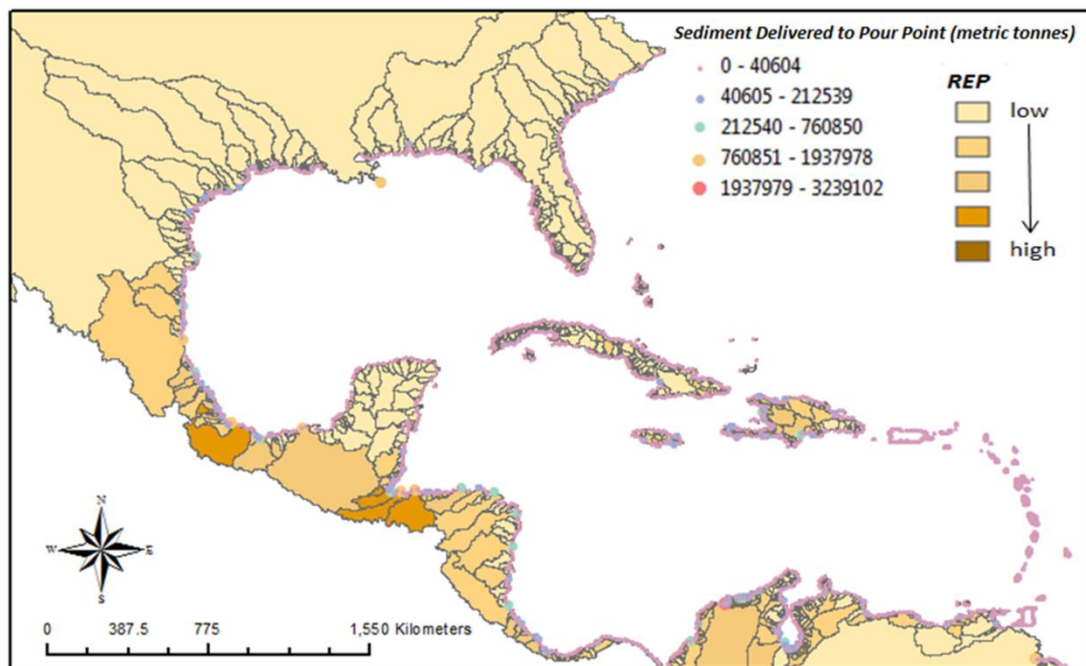 Sediment Delivered to Pour Point (metric tonnes)
0 - 40604
40605 - 212539
212540 - 760850
760851 - 1937978
1937979 - 3239102
REP
low
high
N
W
E
S
0 387.5 775 1,550 Kilometers